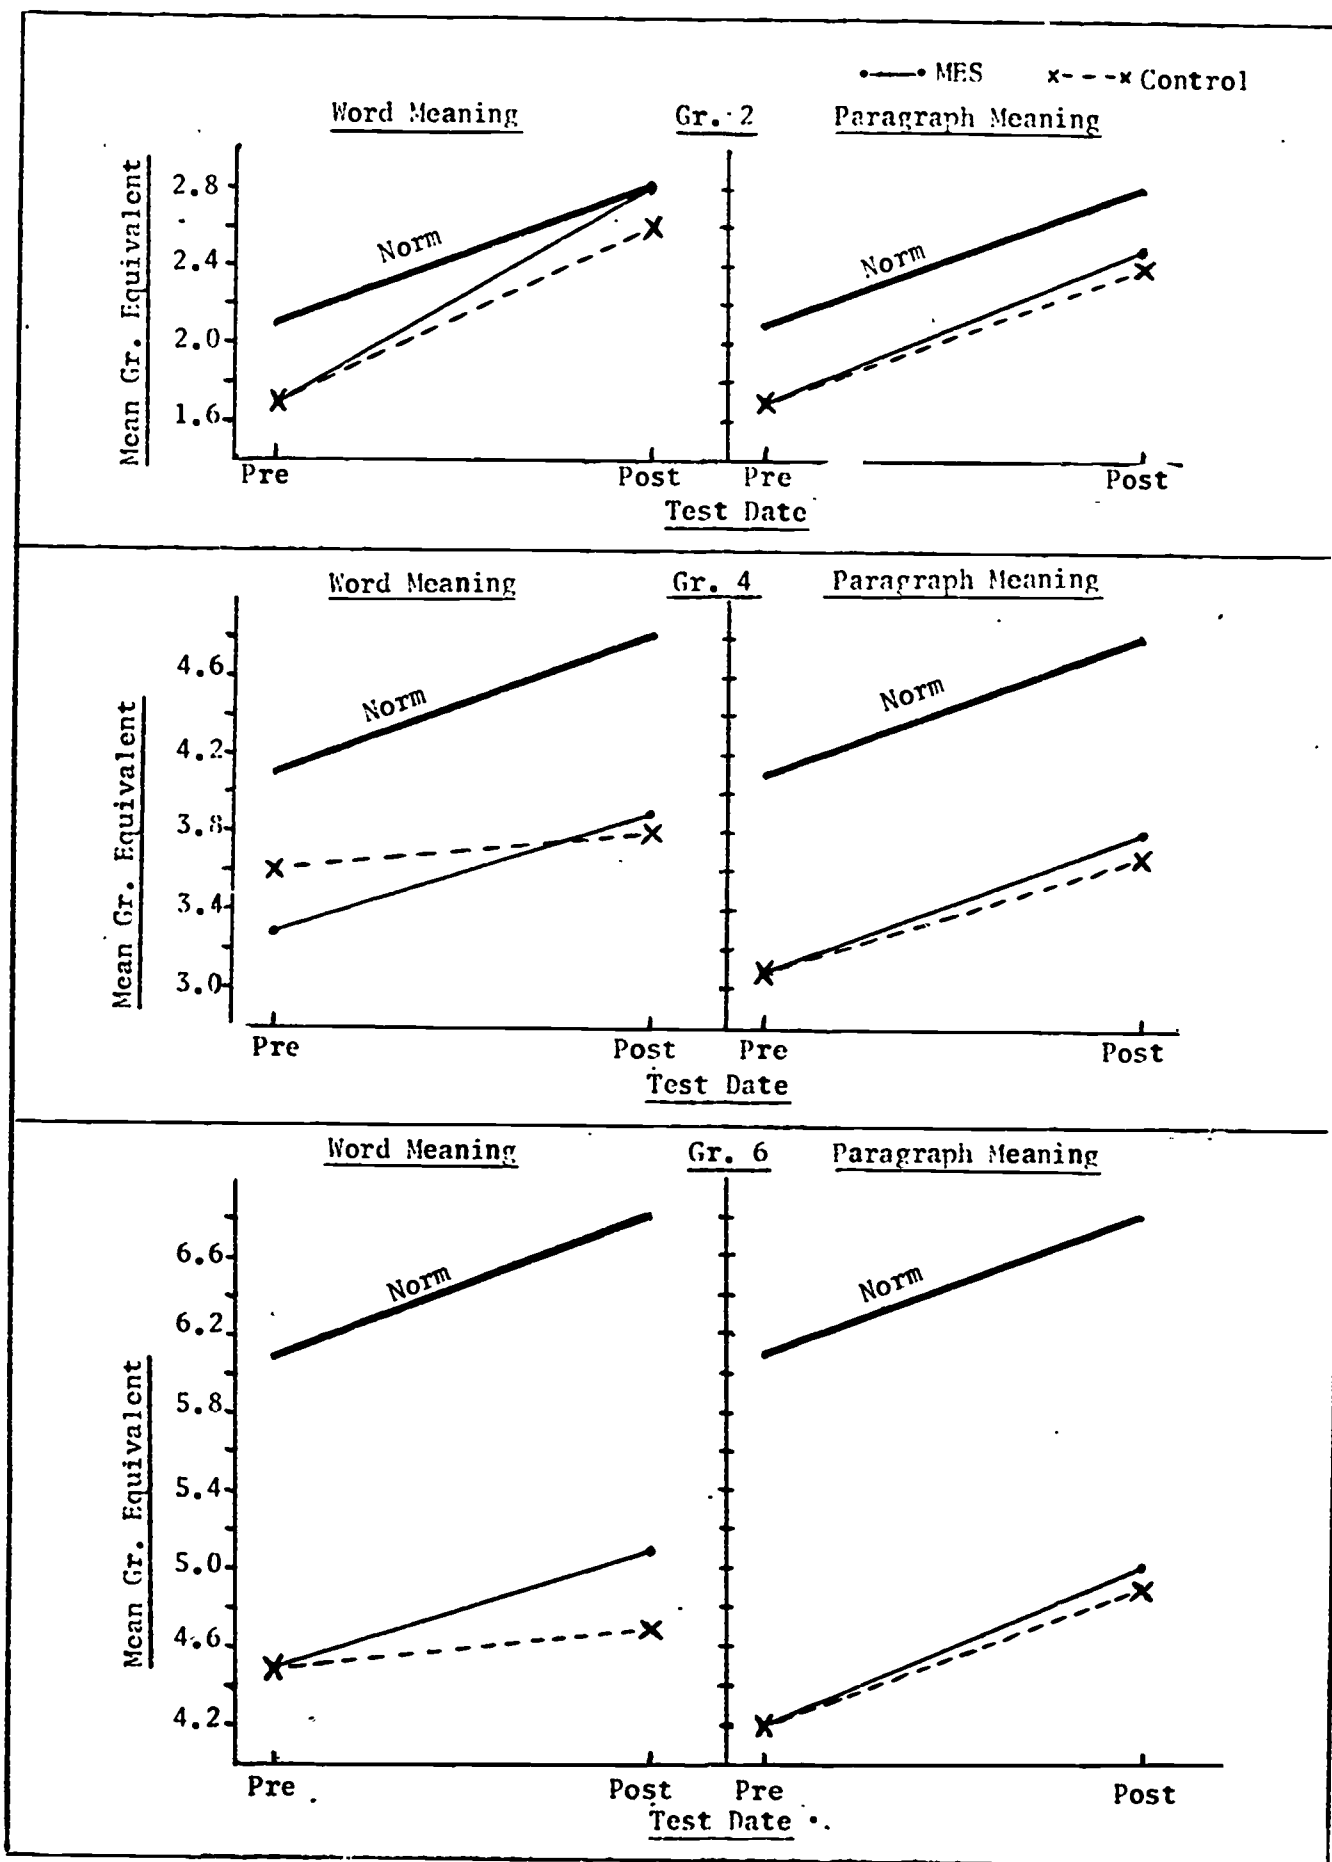 MES Control
Word Meaning Gr. 2 Paragraph Meaning
Mean Gr. Equivalent
2.8
2.4
2.0
1.6
Norm
Norm
Pre Post Pre Post
Test Date
Word Meaning Gr. 4 Paragraph Meaning
Mean Gr. Equivalent
4.6
4.2
3.8
3.4
3.0
Norm
Norm
Pre Post Pre Post
Test Date
Word Meaning Gr. 6 Paragraph Meaning
Mean Gr. Equivalent
6.6
6.2
5.8
5.4
5.0
4.6
4.2
Norm
Norm
Pre Post Pre Post
Test Date